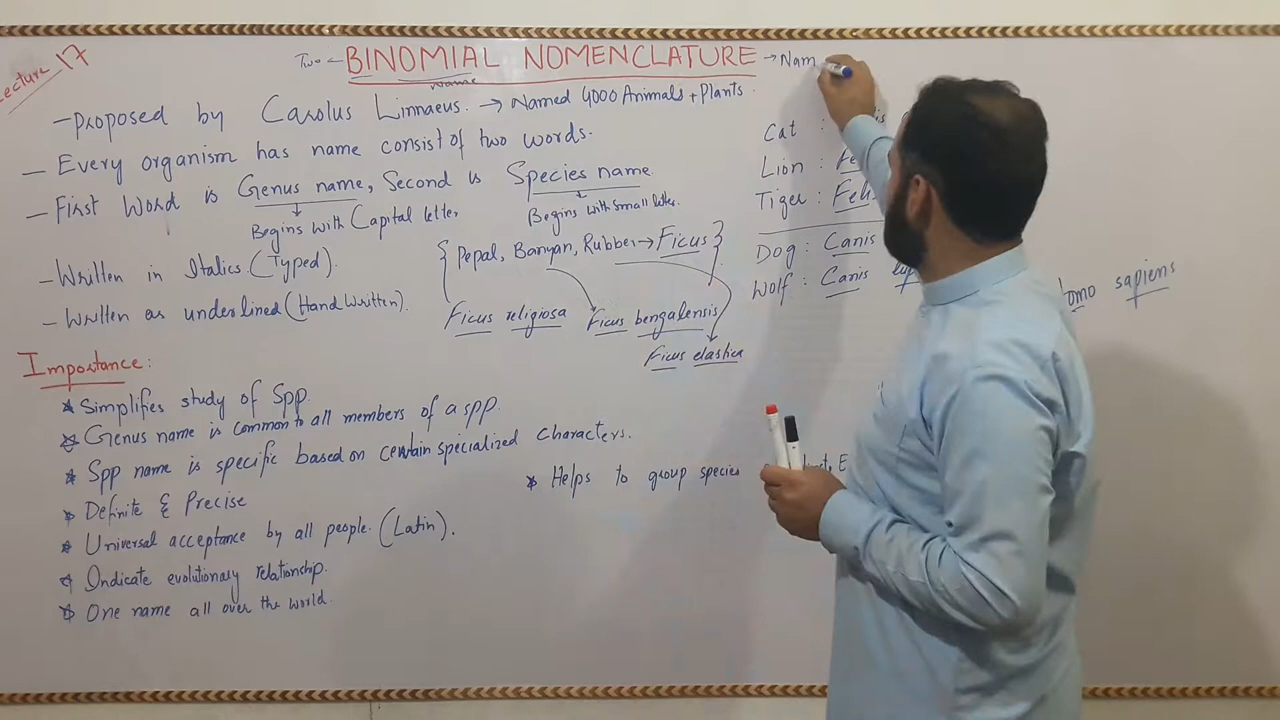 Lecture 17
Two ← BINOMIAL NOMENCLATURE → Nam
Name
- Proposed by Carolus Linnaeus. → Named 4000 Animals + Plants
- Every organism has name consist of two words.
- First Word is Genus name, Second is Species name.
Begins with Capital letter
Begins with small letter.
- Written in Italics. (Typed).
- Written as underlined (Hand Written).
{ Pepal, Banyan, Rubber → Ficus }
Ficus religiosa
Ficus bengalensis
Ficus elastica
Cat :
Lion : Fe
Tiger : Feli
Dog : Canis
Wolf : Canis lup
omo sapiens
Importance:
* Simplifies study of Spp.
* Genus name is common to all members of a spp.
* Spp name is specific based on certain specialized characters.
* Definite & Precise
* Universal acceptance by all people. (Latin).
* Indicate evolutionary relationship.
* One name all over the world.
* Helps to group species